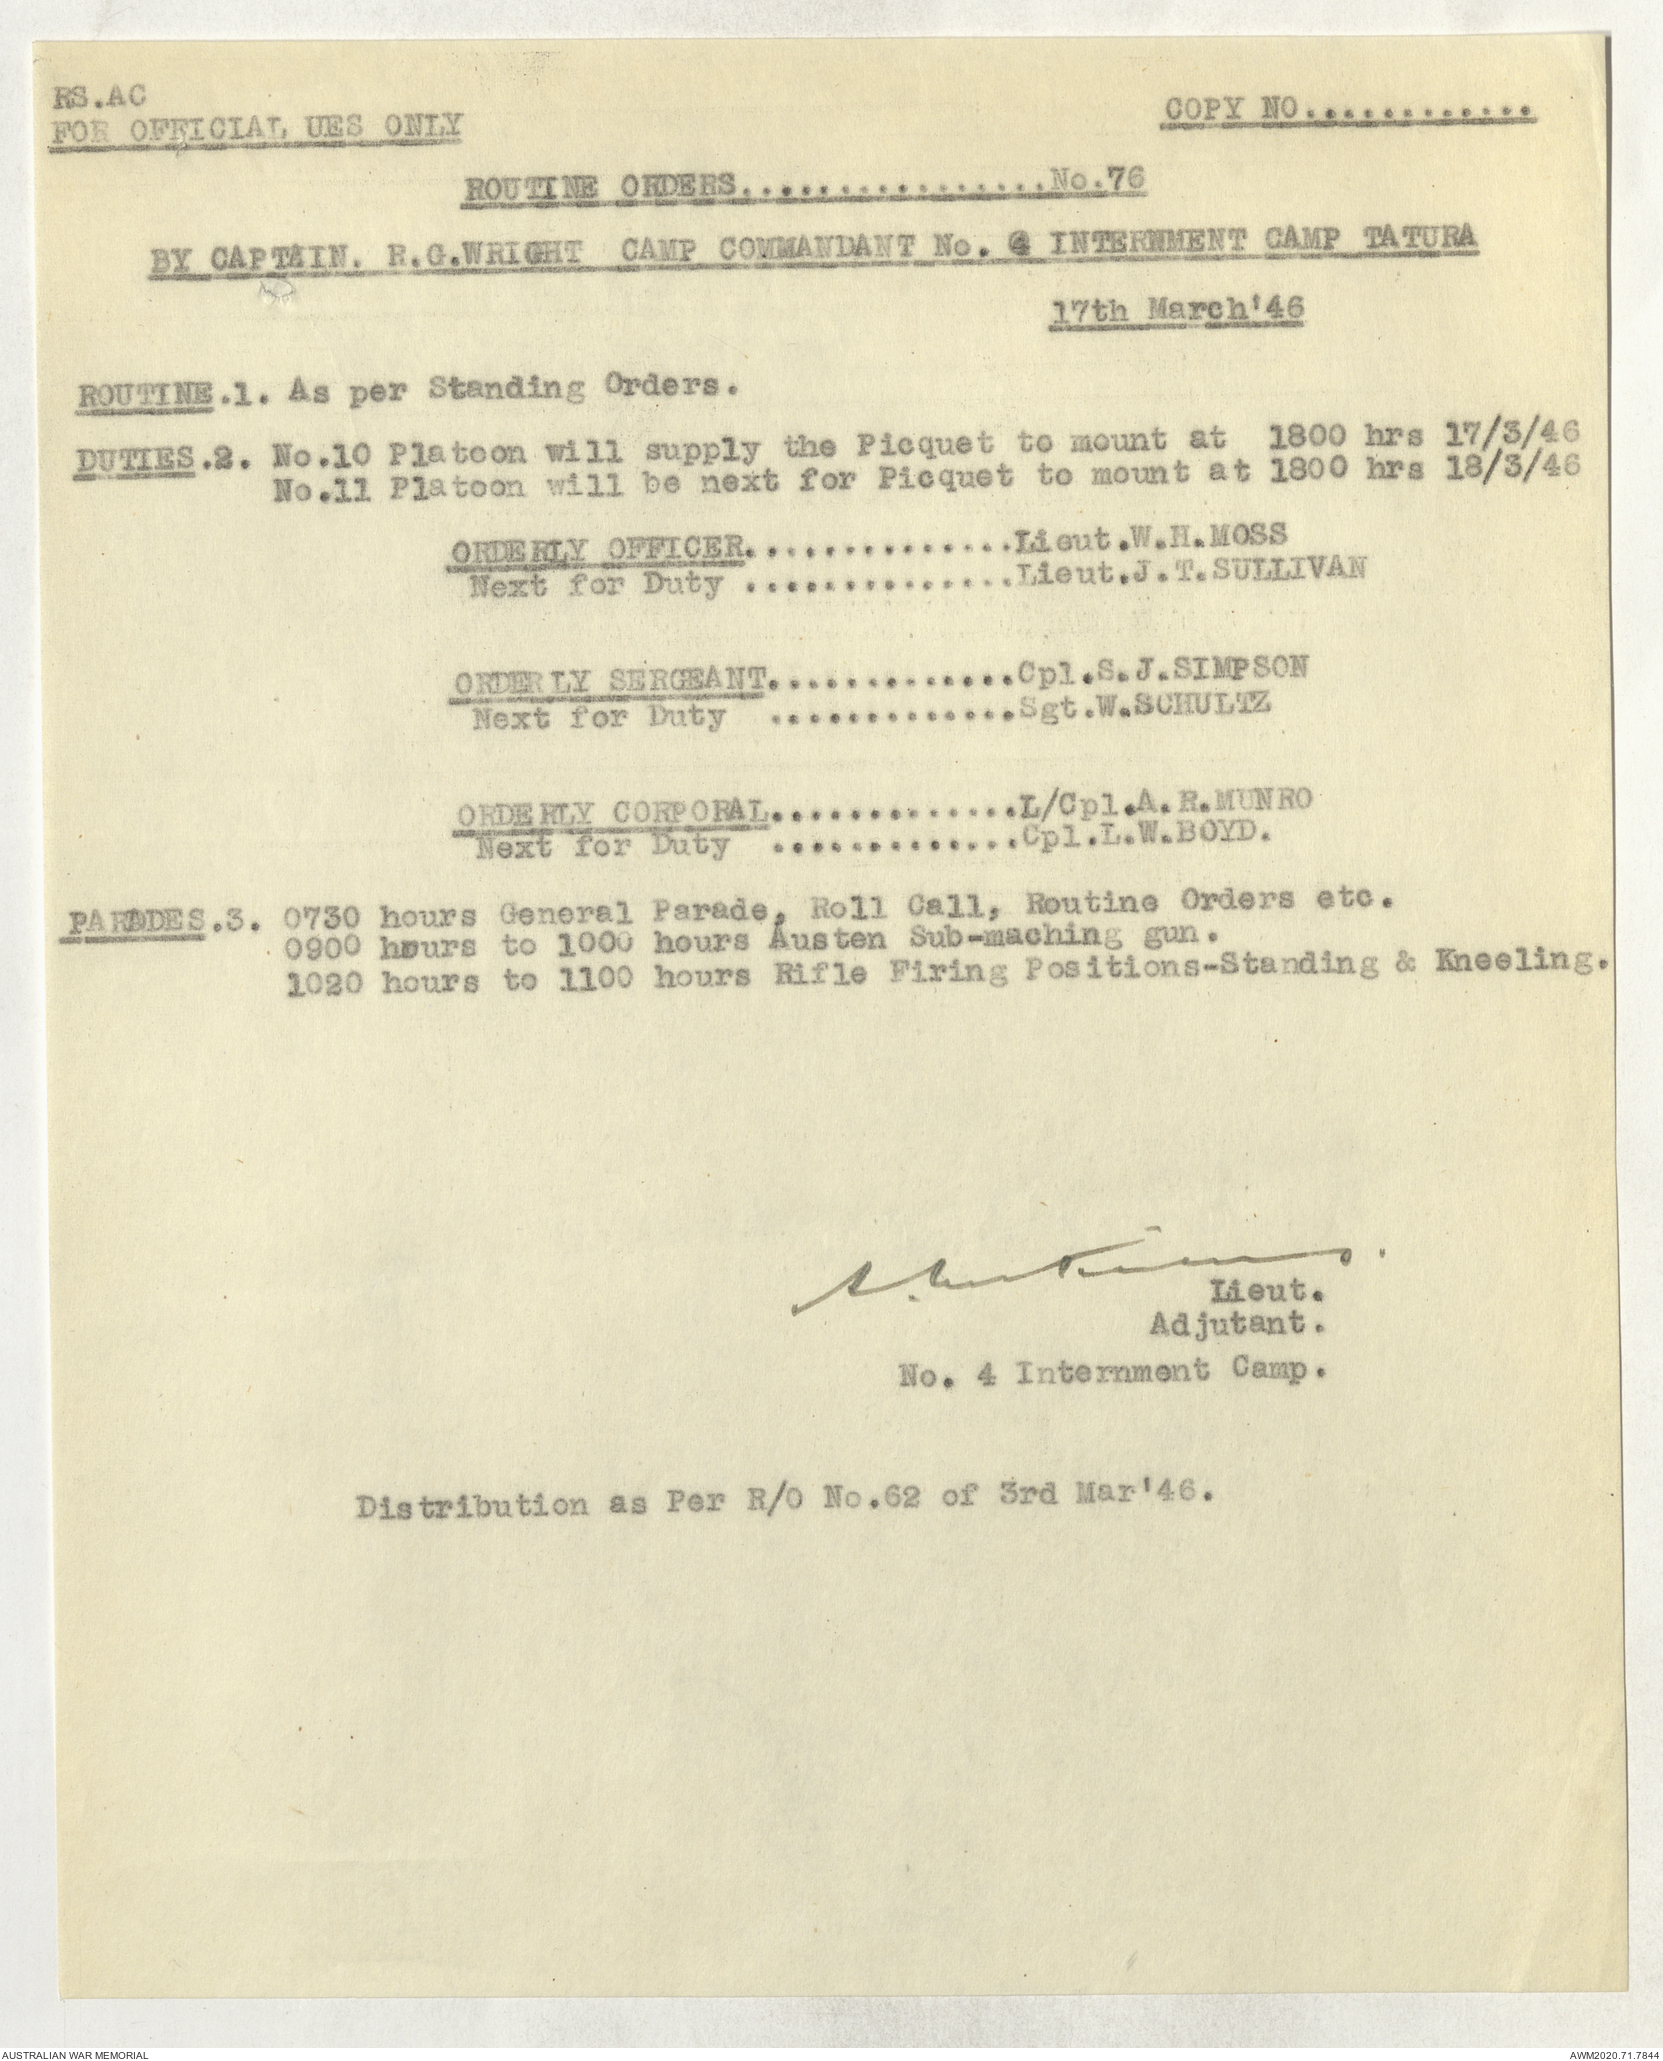 RS.AC
FOR OFFICIAL UES ONLY
COPY NO............
ROUTINE ORDERS................No.76
BY CAPTAIN. R.G.WRIGHT CAMP COMMANDANT No. 4 INTERNMENT CAMP TATURA
17th March'46
ROUTINE.1. As per Standing Orders.
DUTIES.2. No.10 Platoon will supply the Picquet to mount at 1800 hrs 17/3/46
No.11 Platoon will be next for Picquet to mount at 1800 hrs 18/3/46
ORDERLY OFFICER..............Lieut.W.H.MOSS
Next for Duty ..............Lieut.J.T.SULLIVAN
ORDERLY SERGEANT.............Cpl.S.J.SIMPSON
Next for Duty .............Sgt.W.SCHULTZ
ORDERLY CORPORAL.............L/Cpl.A.R.MUNRO
Next for Duty .............Cpl.L.W.BOYD.
PARADES.3. 0730 hours General Parade, Roll Call, Routine Orders etc.
0900 hours to 1000 hours Austen Sub-maching gun.
1020 hours to 1100 hours Rifle Firing Positions-Standing & Kneeling.
Lieut.
Adjutant.
No. 4 Internment Camp.
Distribution as Per R/O No.62 of 3rd Mar'46.
AUSTRALIAN WAR MEMORIAL
AWM2020.71.7844